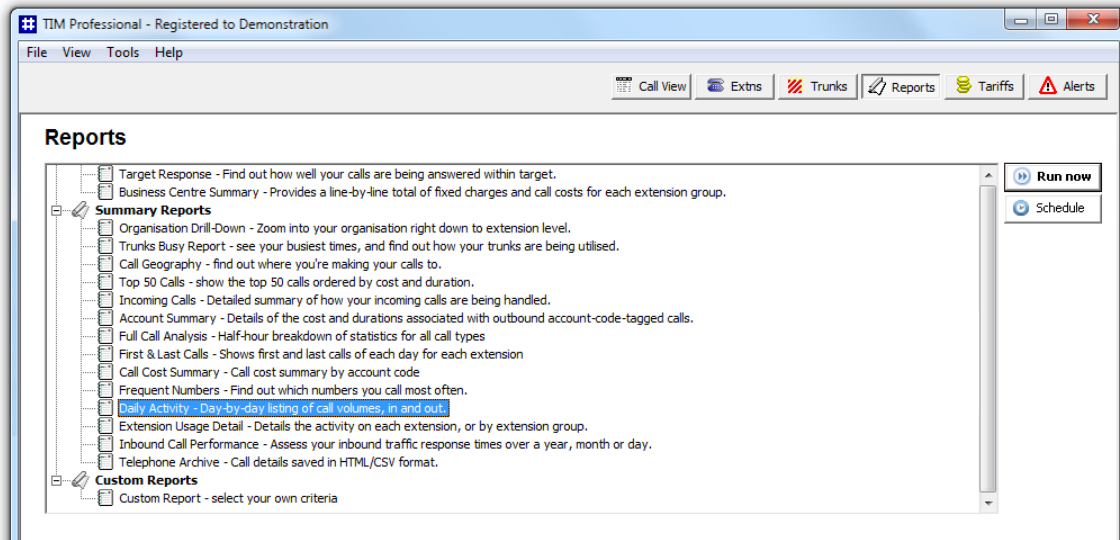 TIM Professional - Registered to Demonstration
File View Tools Help
Call View Extns Trunks Reports Tariffs Alerts
Reports
Target Response - Find out how well your calls are being answered within target.
Business Centre Summary - Provides a line-by-line total of fixed charges and call costs for each extension group.
Summary Reports
Organisation Drill-Down - Zoom into your organisation right down to extension level.
Trunks Busy Report - see your busiest times, and find out how your trunks are being utilised.
Call Geography - find out where you're making your calls to.
Top 50 Calls - show the top 50 calls ordered by cost and duration.
Incoming Calls - Detailed summary of how your incoming calls are being handled.
Account Summary - Details of the cost and durations associated with outbound account-code-tagged calls.
Full Call Analysis - Half-hour breakdown of statistics for all call types
First & Last Calls - Shows first and last calls of each day for each extension
Call Cost Summary - Call cost summary by account code
Frequent Numbers - Find out which numbers you call most often.
Daily Activity - Day-by-day listing of call volumes, in and out.
Extension Usage Detail - Details the activity on each extension, or by extension group.
Inbound Call Performance - Assess your inbound traffic response times over a year, month or day.
Telephone Archive - Call details saved in HTML/CSV format.
Custom Reports
Custom Report - select your own criteria
Run now
Schedule